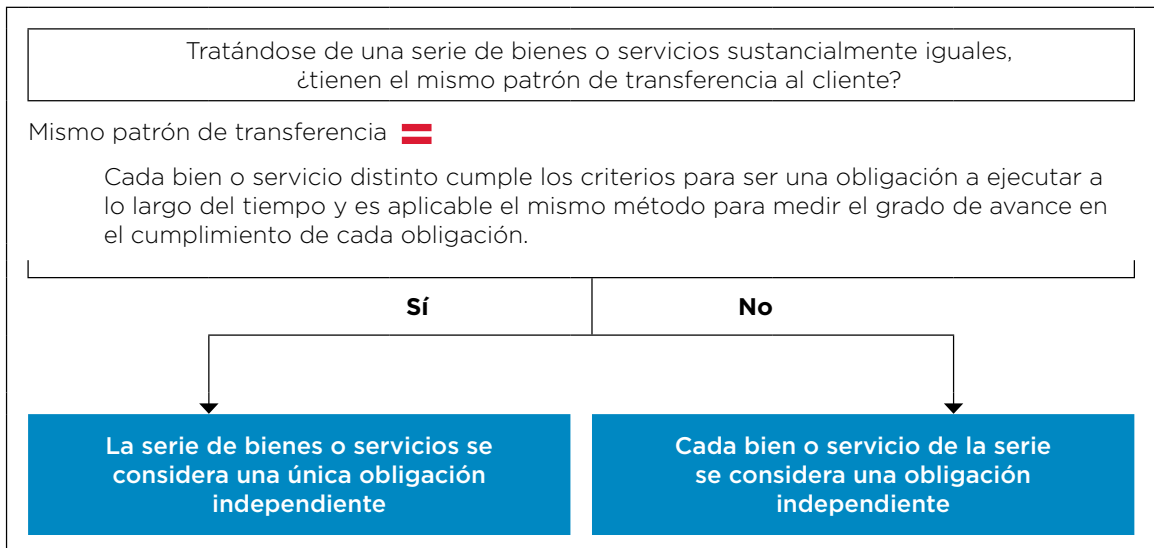 Tratándose de una serie de bienes o servicios sustancialmente iguales,
¿tienen el mismo patrón de transferencia al cliente?
Mismo patrón de transferencia =
Cada bien o servicio distinto cumple los criterios para ser una obligación a ejecutar a
lo largo del tiempo y es aplicable el mismo método para medir el grado de avance en
el cumplimiento de cada obligación.
Sí
No
La serie de bienes o servicios se
considera una única obligación
independiente
Cada bien o servicio de la serie
se considera una obligación
independiente